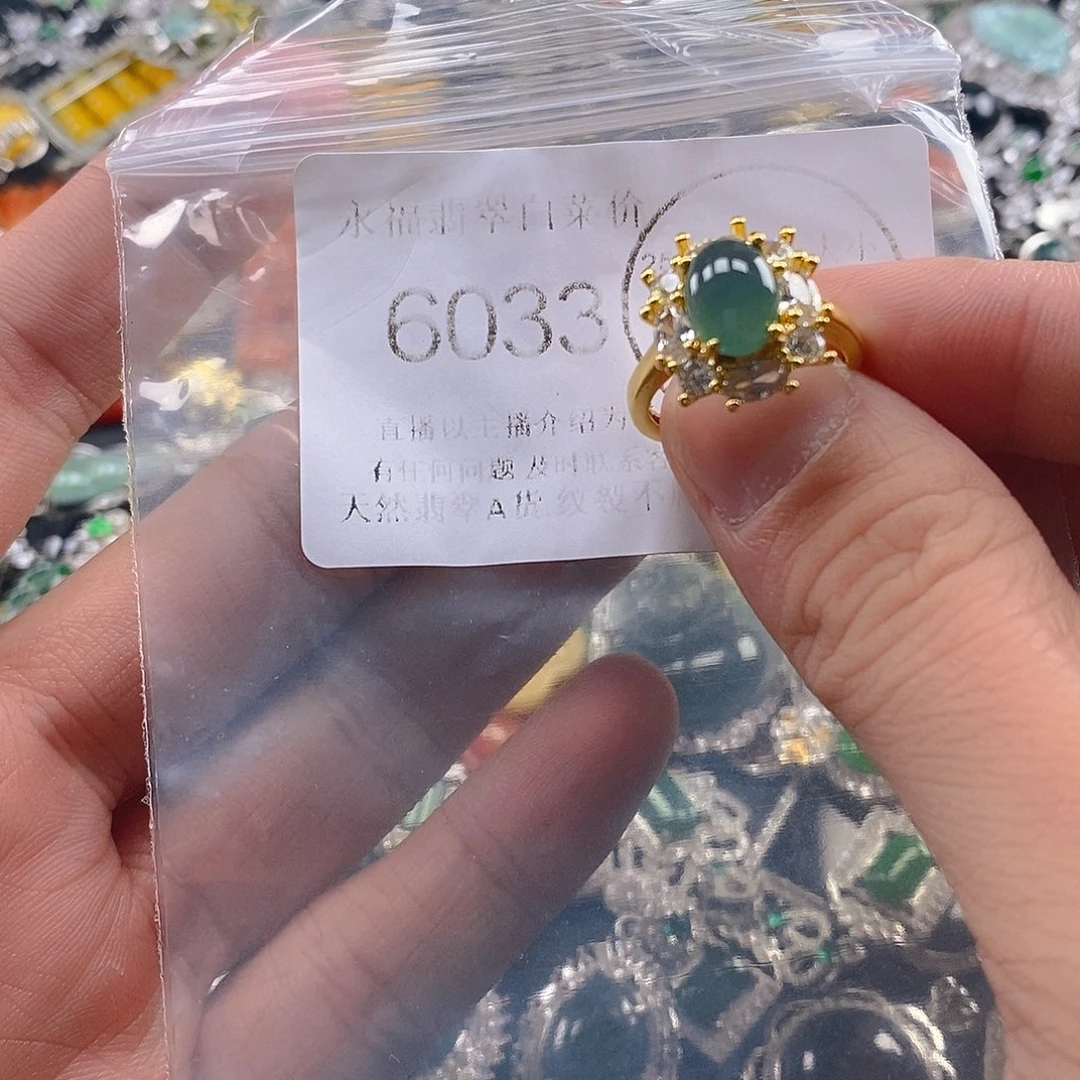 永福翡翠白菜价
6033
直播以主播介绍为
有任何问题及时联系客
天然翡翠A货.纹裂不